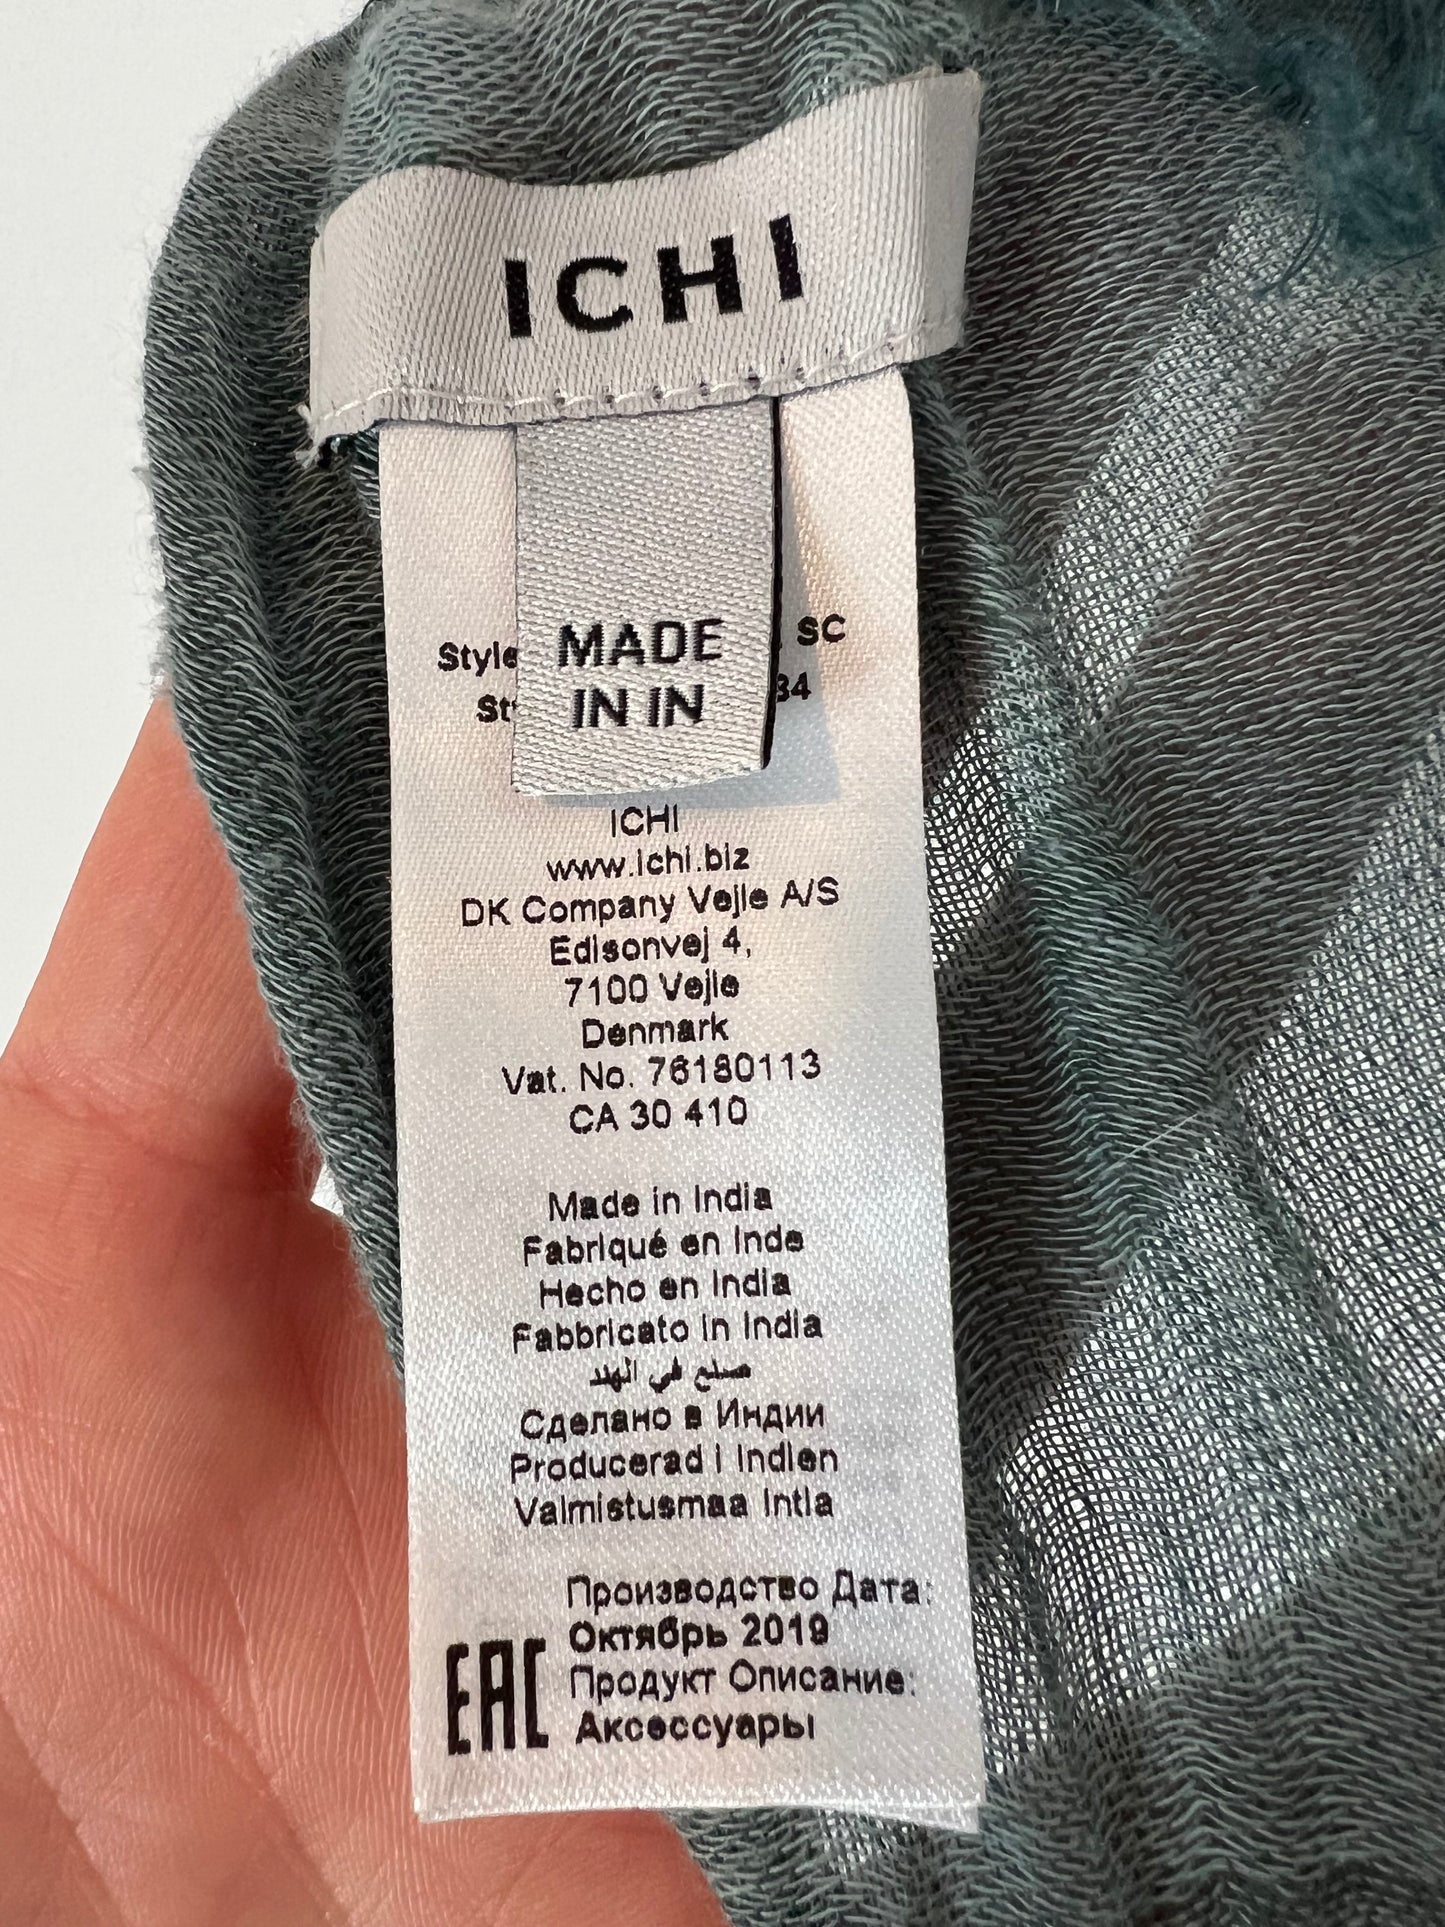 ICHI
MADE
IN IN
SC
34
ICHI
www.ichi.biz
DK Company Vejle A/S
Edisonvej 4,
7100 Vejle
Denmark
Vat. No. 76180113
CA 30 410
Made in India
Fabriqué en Inde
Hecho en India
Fabbricato in India
صنع في الهند
Сделано в Индии
Producerad i Indien
Valmistusmaa Intia
Производство Дата:
Октябрь 2019
Продукт Описание:
Аксессуары
EAC